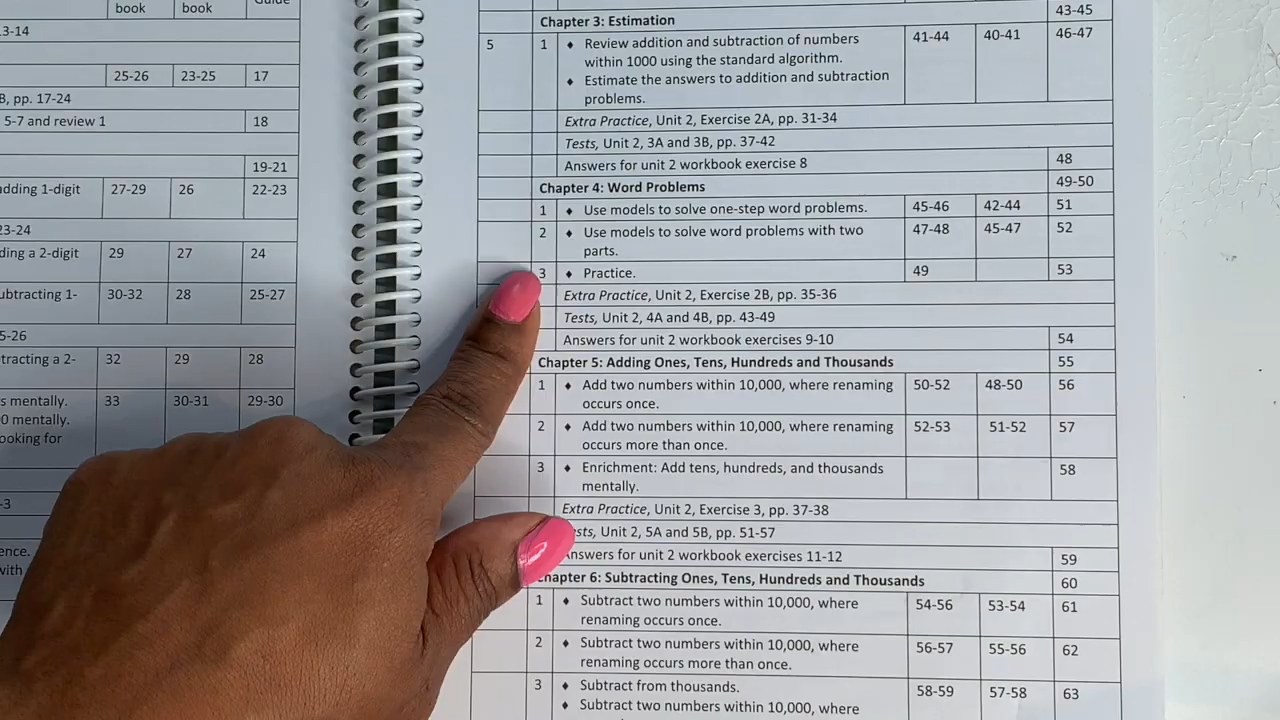 book book Guide
3-14
25-26 23-25 17
B, pp. 17-24
5-7 and review 1 18
19-21
adding 1-digit 27-29 26 22-23
23-24
ding a 2-digit 29 27 24
ubtracting 1- 30-32 28 25-27
5-26
tracting a 2- 32 29 28
s mentally. 33 30-31 29-30
0 mentally.
ooking for
-3
ence.
with
43-45
Chapter 3: Estimation
5 1 ♦ Review addition and subtraction of numbers 41-44 40-41 46-47
within 1000 using the standard algorithm.
♦ Estimate the answers to addition and subtraction
problems.
Extra Practice, Unit 2, Exercise 2A, pp. 31-34
Tests, Unit 2, 3A and 3B, pp. 37-42
Answers for unit 2 workbook exercise 8 48
Chapter 4: Word Problems 49-50
1 ♦ Use models to solve one-step word problems. 45-46 42-44 51
2 ♦ Use models to solve word problems with two 47-48 45-47 52
parts.
3 ♦ Practice. 49 53
Extra Practice, Unit 2, Exercise 2B, pp. 35-36
Tests, Unit 2, 4A and 4B, pp. 43-49
Answers for unit 2 workbook exercises 9-10 54
Chapter 5: Adding Ones, Tens, Hundreds and Thousands 55
1 ♦ Add two numbers within 10,000, where renaming 50-52 48-50 56
occurs once.
2 ♦ Add two numbers within 10,000, where renaming 52-53 51-52 57
occurs more than once.
3 ♦ Enrichment: Add tens, hundreds, and thousands 58
mentally.
Extra Practice, Unit 2, Exercise 3, pp. 37-38
ests, Unit 2, 5A and 5B, pp. 51-57
Answers for unit 2 workbook exercises 11-12 59
Chapter 6: Subtracting Ones, Tens, Hundreds and Thousands 60
1 ♦ Subtract two numbers within 10,000, where 54-56 53-54 61
renaming occurs once.
2 ♦ Subtract two numbers within 10,000, where 56-57 55-56 62
renaming occurs more than once.
3 ♦ Subtract from thousands. 58-59 57-58 63
♦ Subtract two numbers within 10,000, where